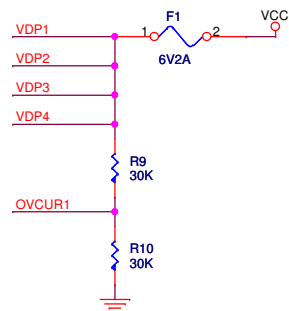 F1
VCC
VDP1
1
2
6V2A
VDP2
VDP3
VDP4
R9
30K
OVCUR1
R10
30K